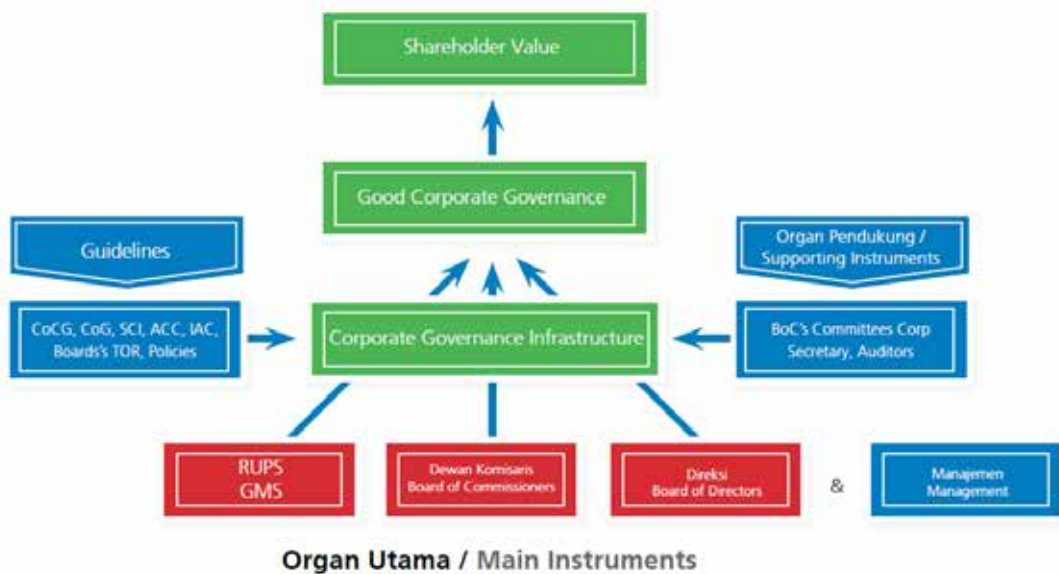 Shareholder Value
Good Corporate Governance
Guidelines
Organ Pendukung /
Supporting Instruments
CoCG, CoG, SCI, ACC, IAC,
Boards's TOR, Policies
Corporate Governance Infrastructure
BoC's Committees Corp
Secretary, Auditors
RUPS
GMS
Dewan Komisaris
Board of Commissioners
Direksi
Board of Directors
&
Manajemen
Management
Organ Utama / Main Instruments